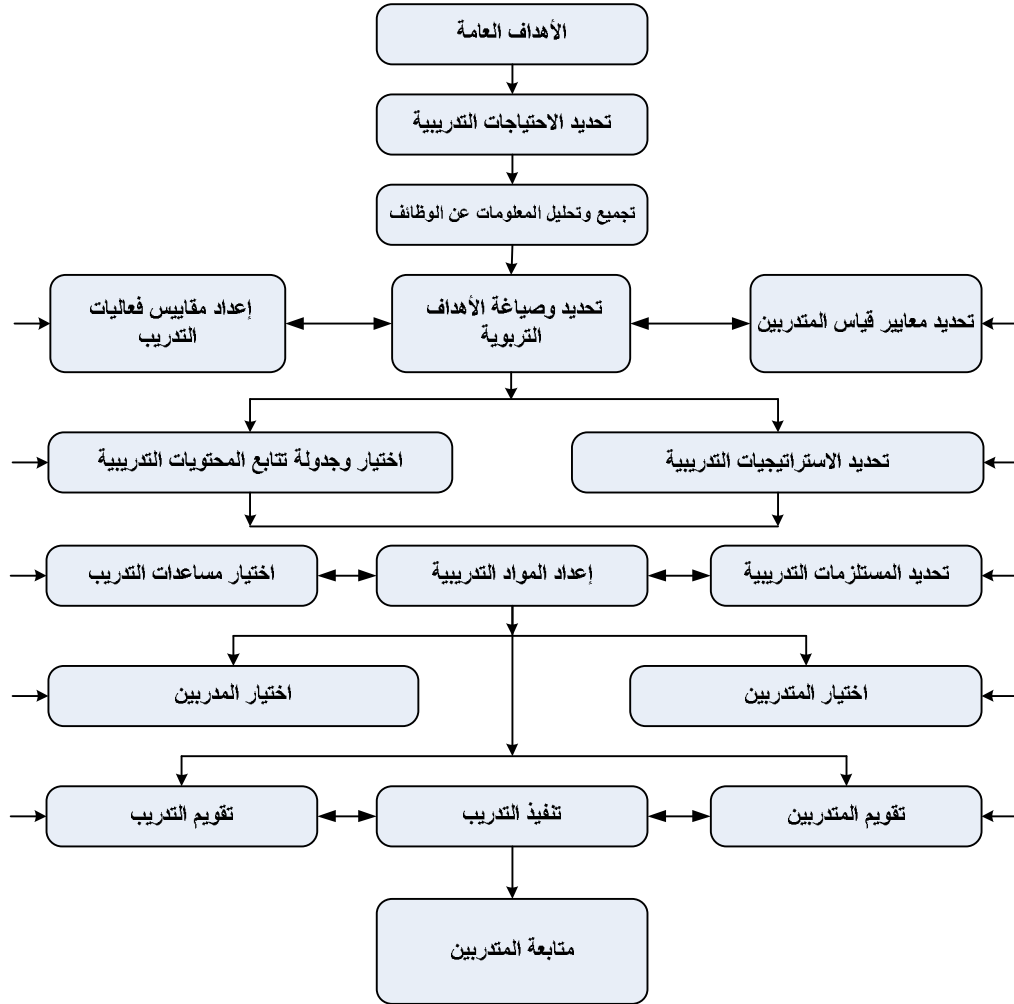 الأهداف العامة
تحديد الاحتياجات التدريبية
تجميع وتحليل المعلومات عن الوظائف
تحديد معايير قياس المتدربين
تحديد وصياغة الأهداف
التربوية
إعداد مقاييس فعاليات
التدريب
تحديد الاستراتيجيات التدريبية
اختيار وجدولة تتابع المحتويات التدريبية
تحديد المستلزمات التدريبية
إعداد المواد التدريبية
اختيار مساعدات التدريب
اختيار المتدربين
اختيار المدربين
تقويم المتدربين
تنفيذ التدريب
تقويم التدريب
متابعة المتدربين